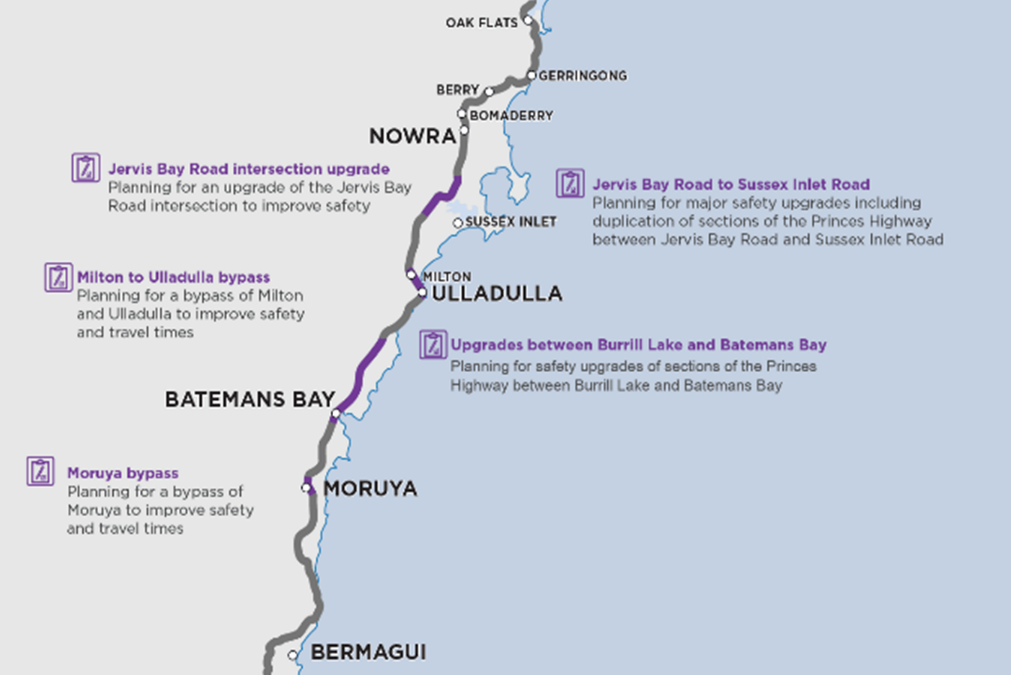 OAK FLATS
GERRINGONG
BERRY
BOMADERRY
NOWRA
Jervis Bay Road intersection upgrade
Planning for an upgrade of the Jervis Bay
Road intersection to improve safety
Jervis Bay Road to Sussex Inlet Road
Planning for major safety upgrades including
duplication of sections of the Princes Highway
between Jervis Bay Road and Sussex Inlet Road
SUSSEX INLET
Milton to Ulladulla bypass
Planning for a bypass of Milton
and Ulladulla to improve safety
and travel times
MILTON
ULLADULLA
Upgrades between Burrill Lake and Batemans Bay
Planning for safety upgrades of sections of the Princes
Highway between Burrill Lake and Batemans Bay
BATEMANS BAY
Moruya bypass
Planning for a bypass of
Moruya to improve safety
and travel times
MORUYA
BERMAGUI